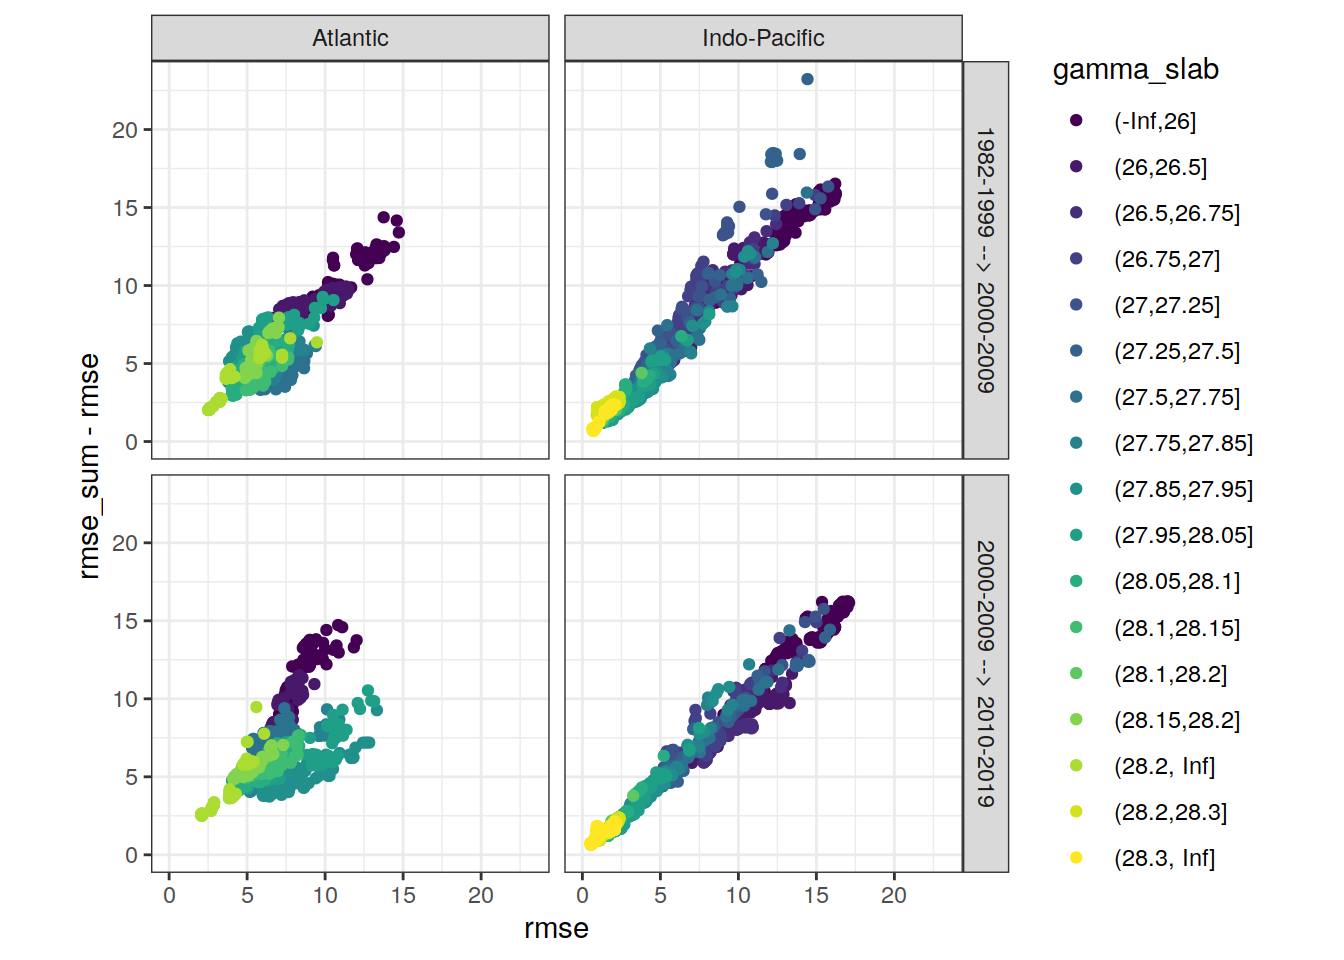 Atlantic
Indo-Pacific
1982-1999 --> 2000-2009
2000-2009 --> 2010-2019
rmse_sum - rmse
20
15
10
5
0
20
15
10
5
0
0 5 10 15 20
0 5 10 15 20
rmse
gamma_slab
(-Inf,26]
(26,26.5]
(26.5,26.75]
(26.75,27]
(27,27.25]
(27.25,27.5]
(27.5,27.75]
(27.75,27.85]
(27.85,27.95]
(27.95,28.05]
(28.05,28.1]
(28.1,28.15]
(28.1,28.2]
(28.15,28.2]
(28.2, Inf]
(28.2,28.3]
(28.3, Inf]